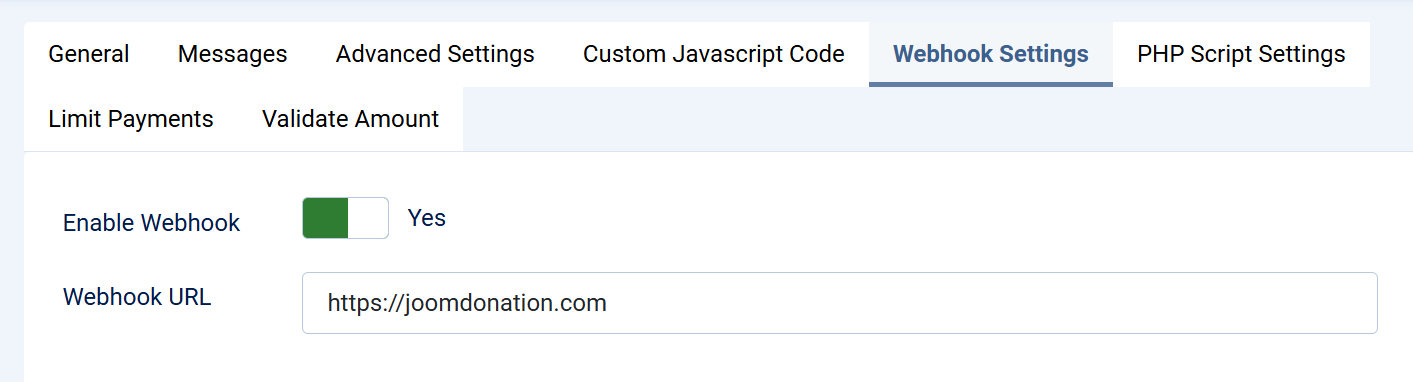 General Messages Advanced Settings Custom Javascript Code Webhook Settings PHP Script Settings
Limit Payments Validate Amount
Enable Webhook Yes
Webhook URL https://joomdonation.com